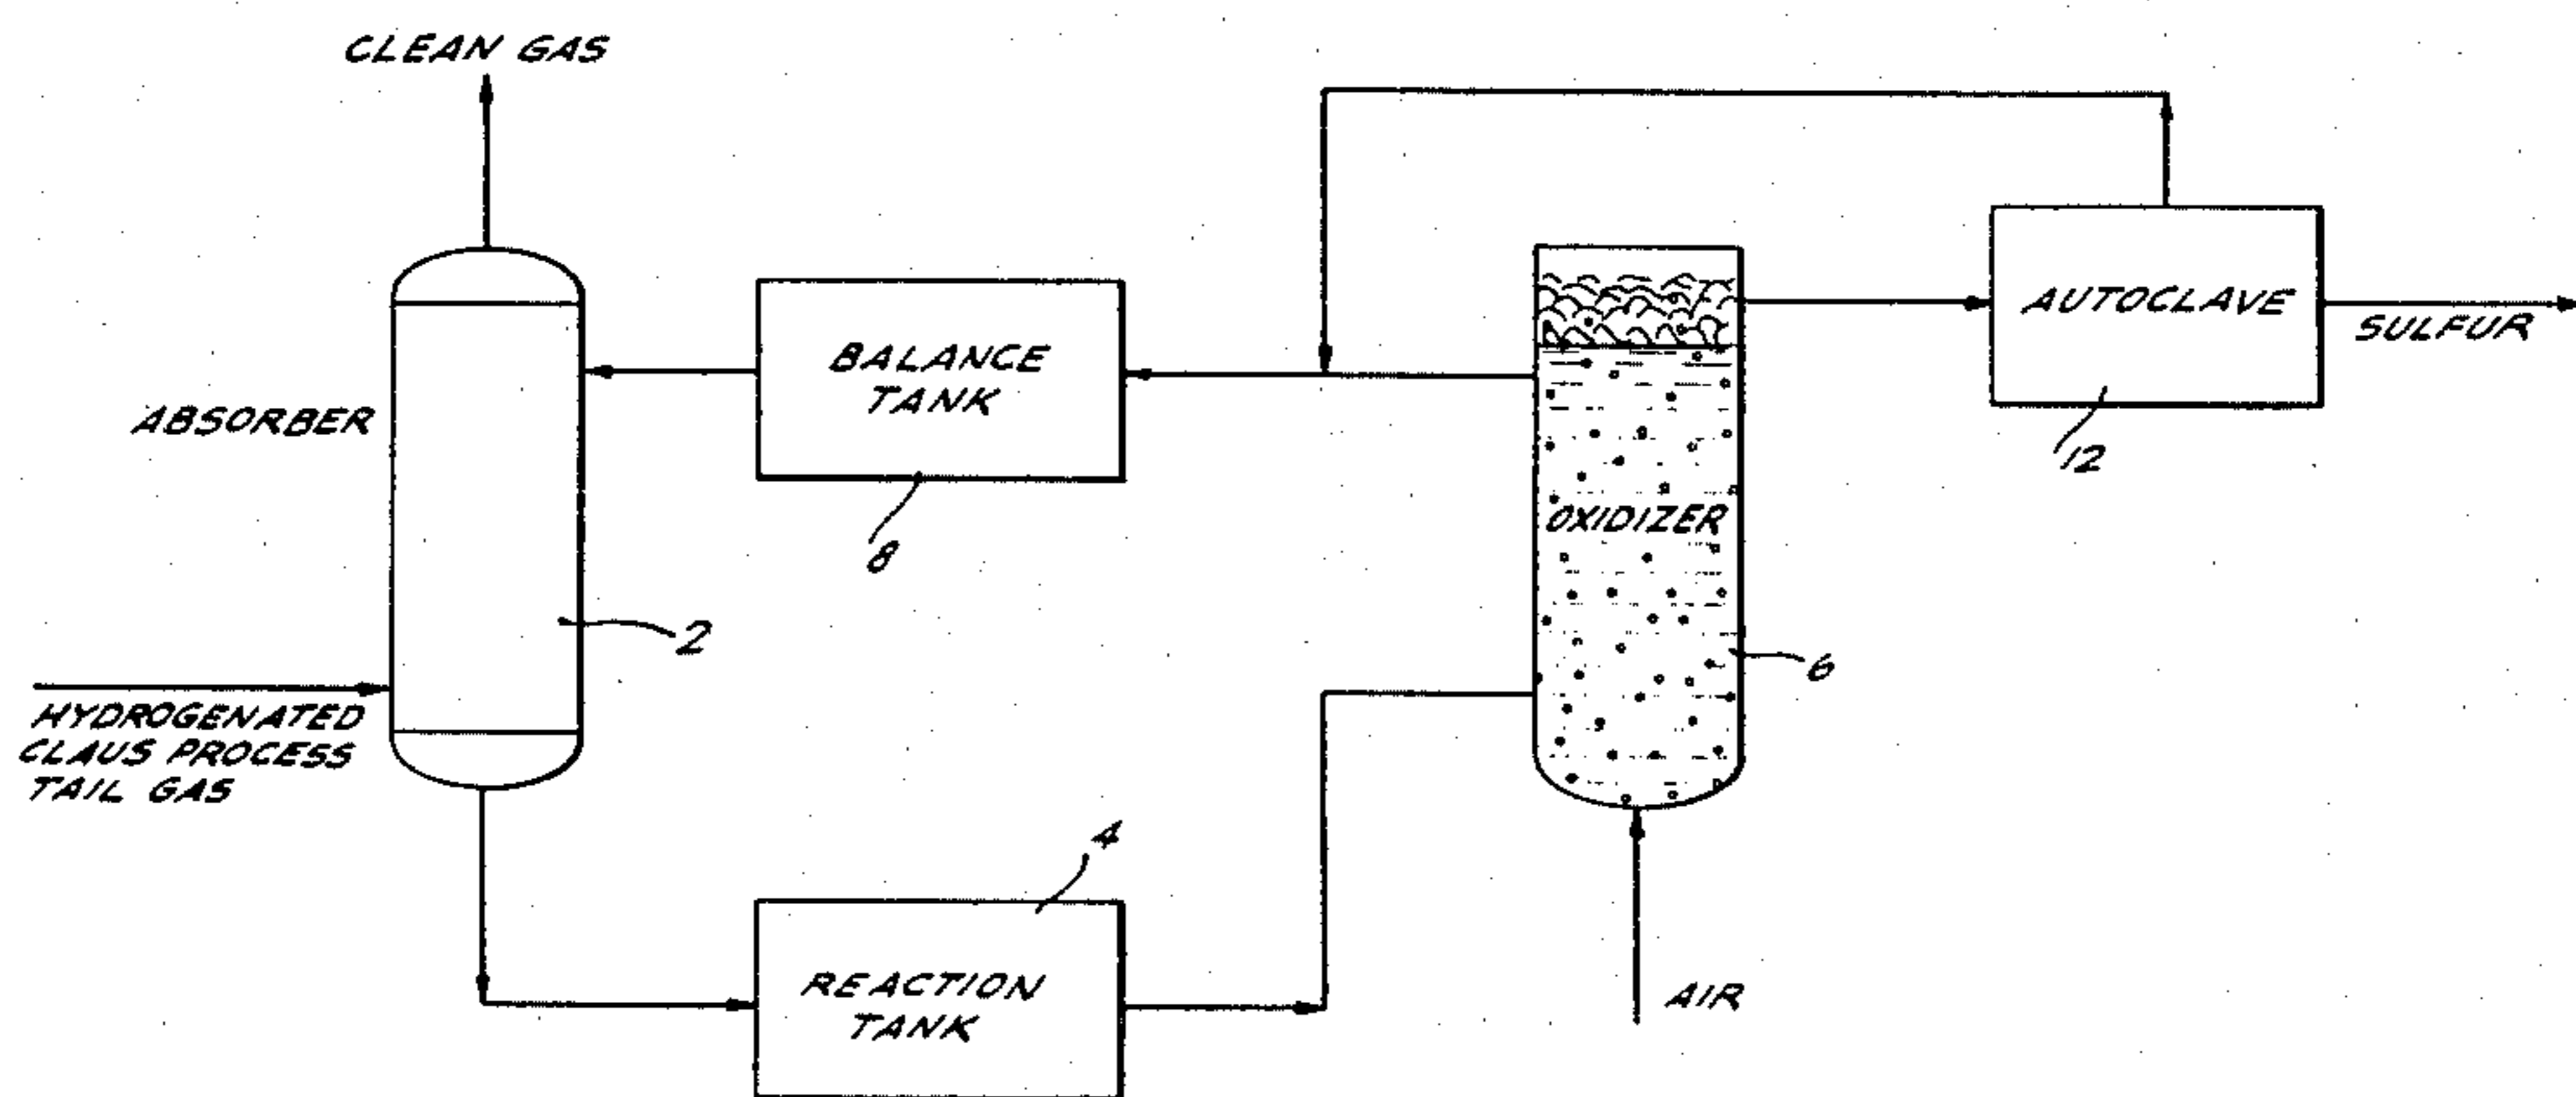 CLEAN GAS
ABSORBER
BALANCE
TANK
8
2
HYDROGENATED
CLAUS PROCESS
TAIL GAS
4
REACTION
TANK
OXIDIZER
6
AIR
AUTOCLAVE
12
SULFUR